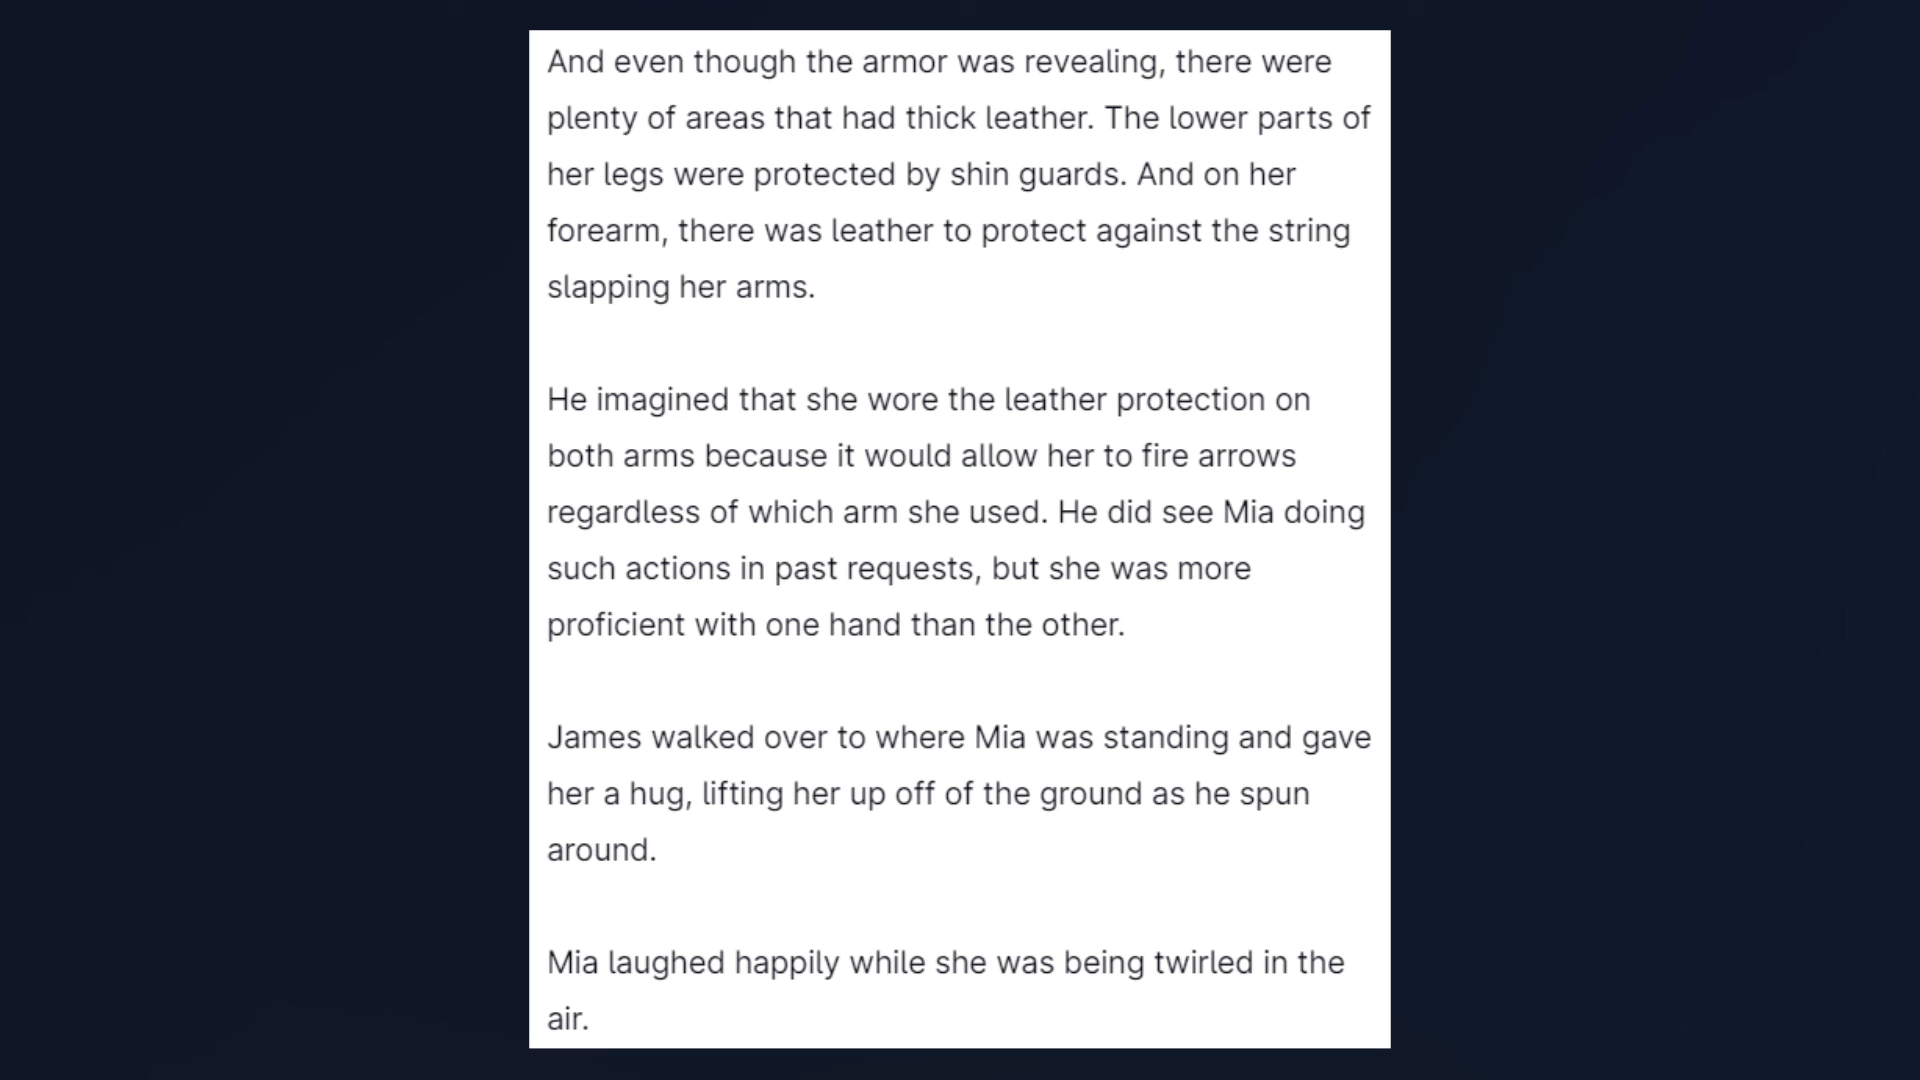 And even though the armor was revealing, there were
plenty of areas that had thick leather. The lower parts of
her legs were protected by shin guards. And on her
forearm, there was leather to protect against the string
slapping her arms.
He imagined that she wore the leather protection on
both arms because it would allow her to fire arrows
regardless of which arm she used. He did see Mia doing
such actions in past requests, but she was more
proficient with one hand than the other.
James walked over to where Mia was standing and gave
her a hug, lifting her up off of the ground as he spun
around.
Mia laughed happily while she was being twirled in the
air.